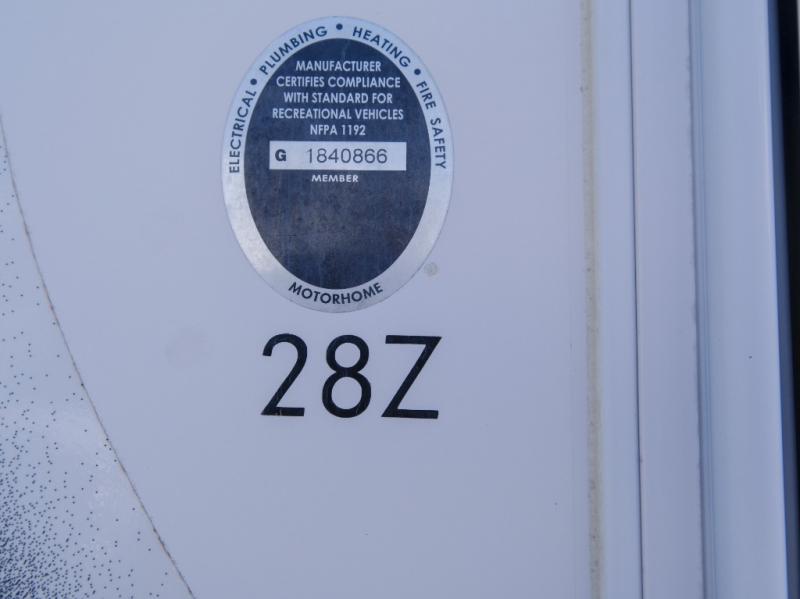 ELECTRICAL • PLUMBING • HEATING • FIRE SAFETY
MANUFACTURER
CERTIFIES COMPLIANCE
WITH STANDARD FOR
RECREATIONAL VEHICLES
NFPA 1192
G 1840866
MEMBER
MOTORHOME
28Z